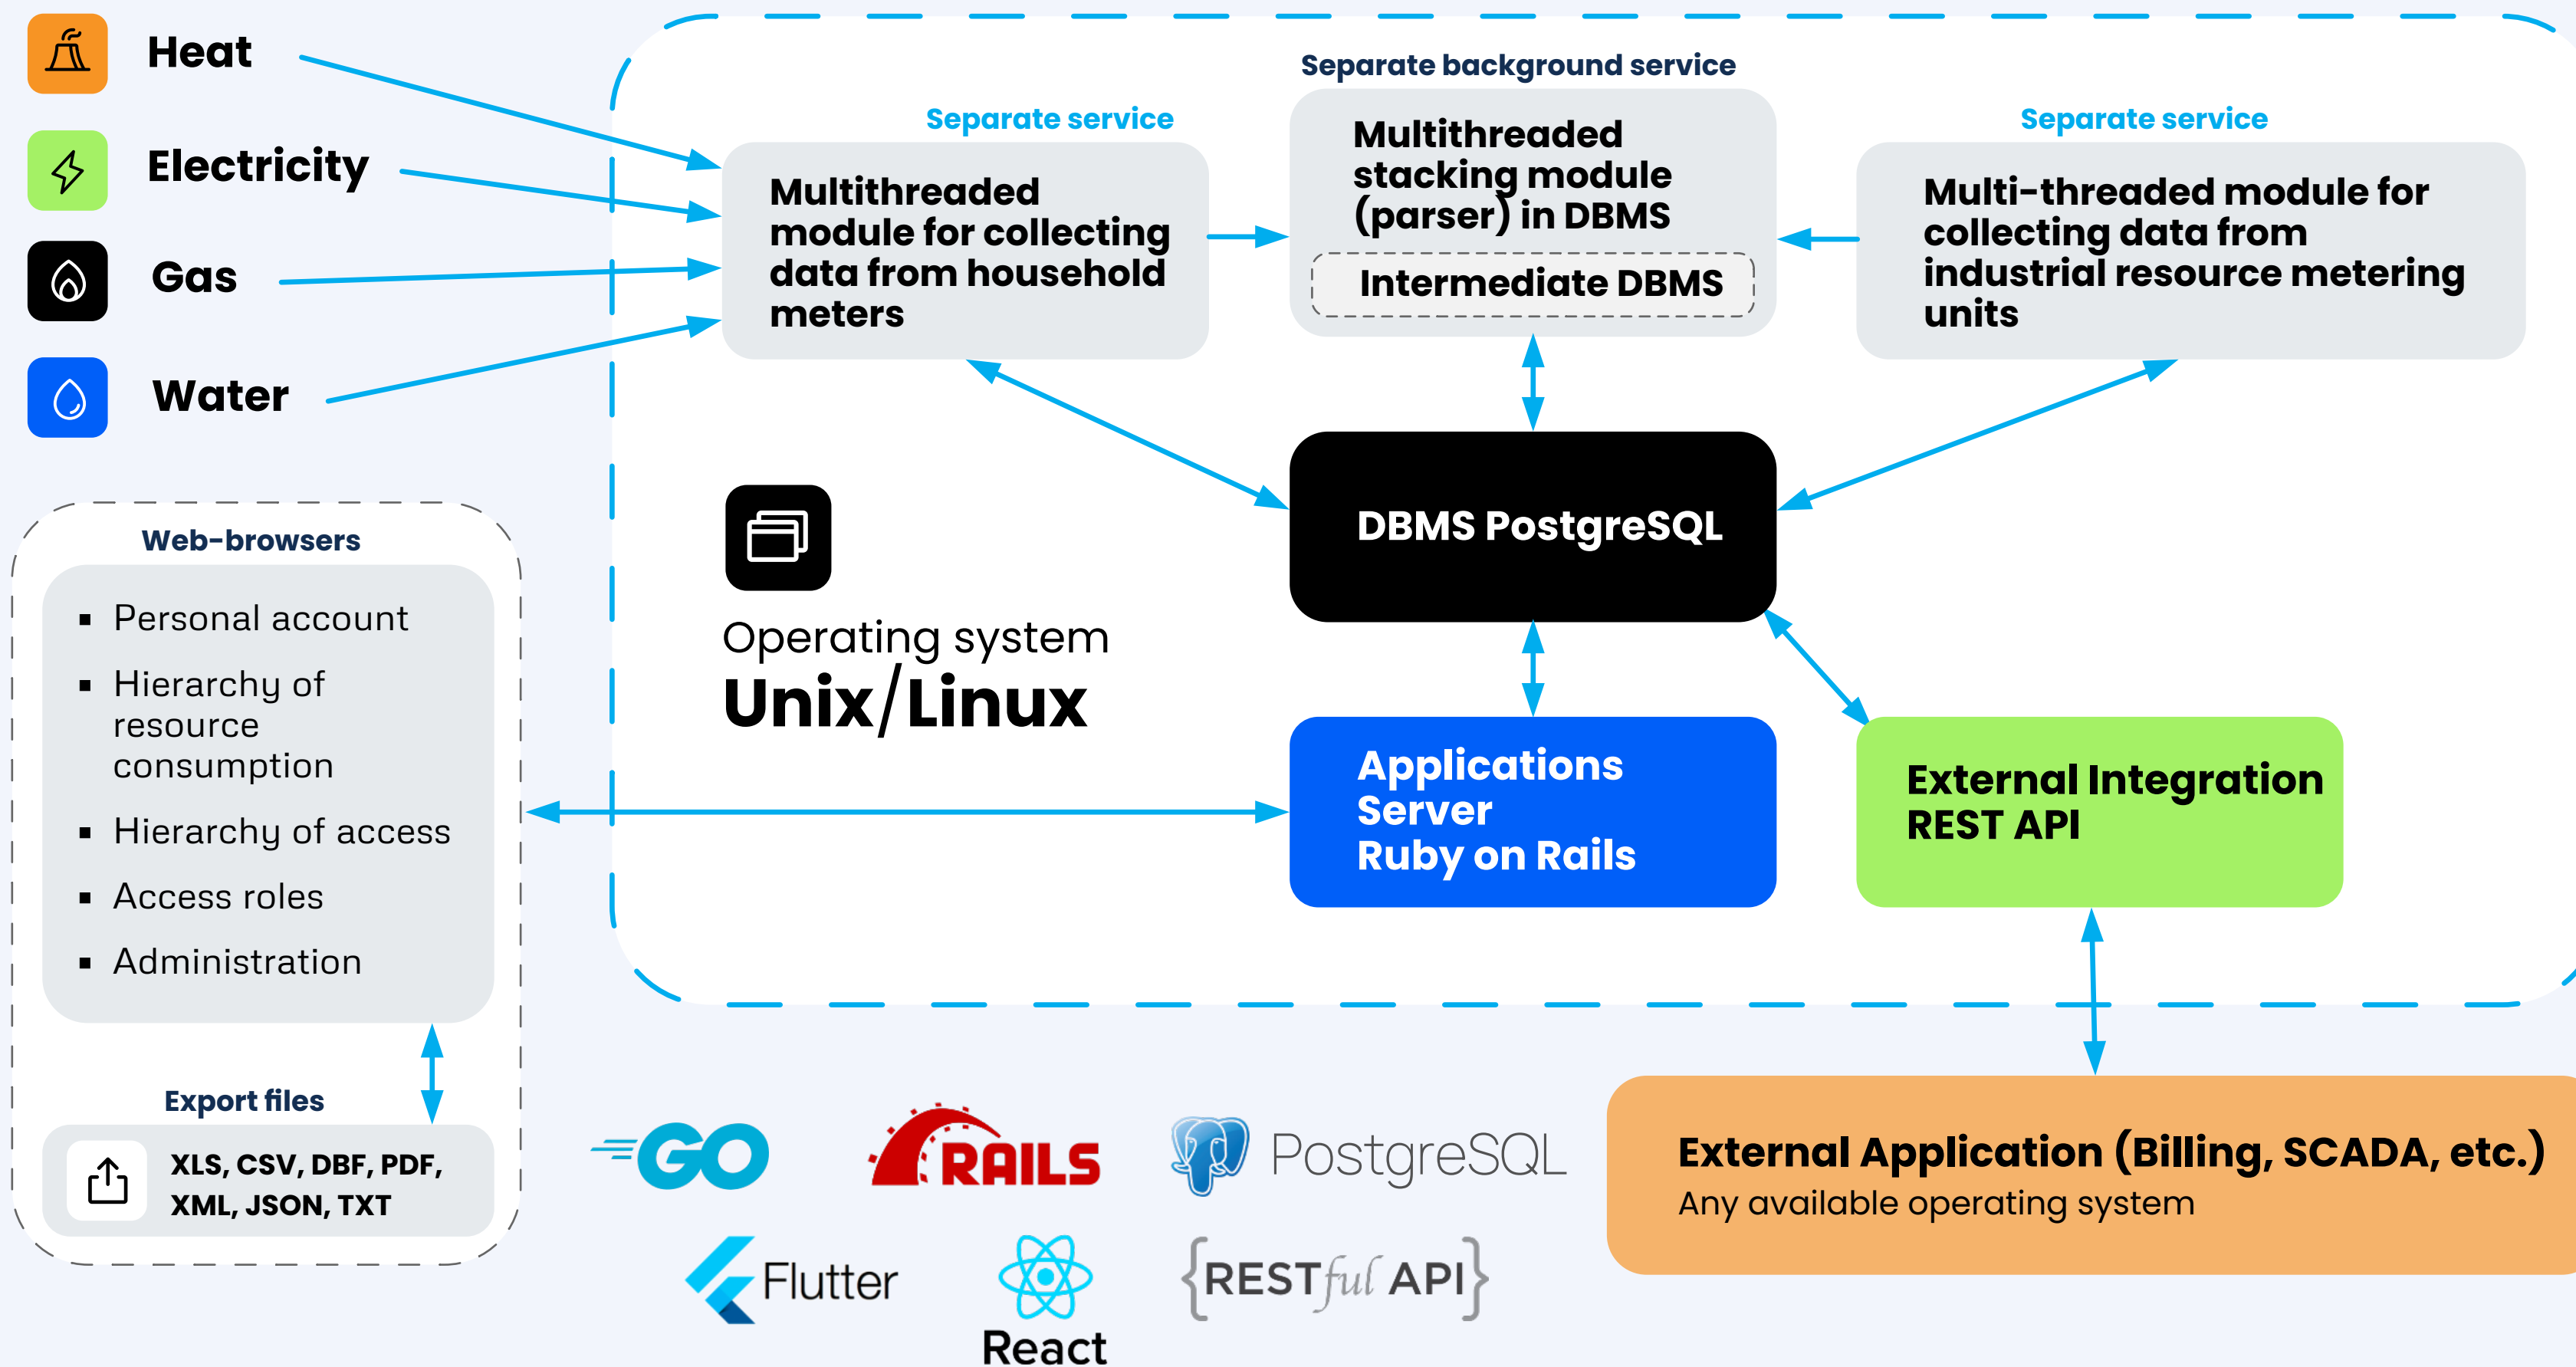 Heat
Electricity
Gas
Water
Separate service
Multithreaded
module for collecting
data from household
meters
Separate background service
Multithreaded
stacking module
(parser) in DBMS
Intermediate DBMS
Separate service
Multi-threaded module for
collecting data from
industrial resource metering
units
DBMS PostgreSQL
Operating system
Unix/Linux
Applications
Server
Ruby on Rails
External Integration
REST API
Web-browsers
▪ Personal account
▪ Hierarchy of
resource
consumption
▪ Hierarchy of access
▪ Access roles
▪ Administration
Export files
XLS, CSV, DBF, PDF,
XML, JSON, TXT
GO
RAILS
PostgreSQL
Flutter
React
{RESTful API}
External Application (Billing, SCADA, etc.)
Any available operating system